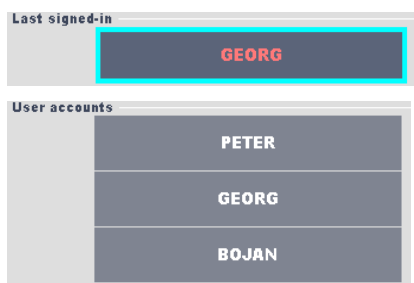 Last signed-in
GEORG
User accounts
PETER
GEORG
BOJAN